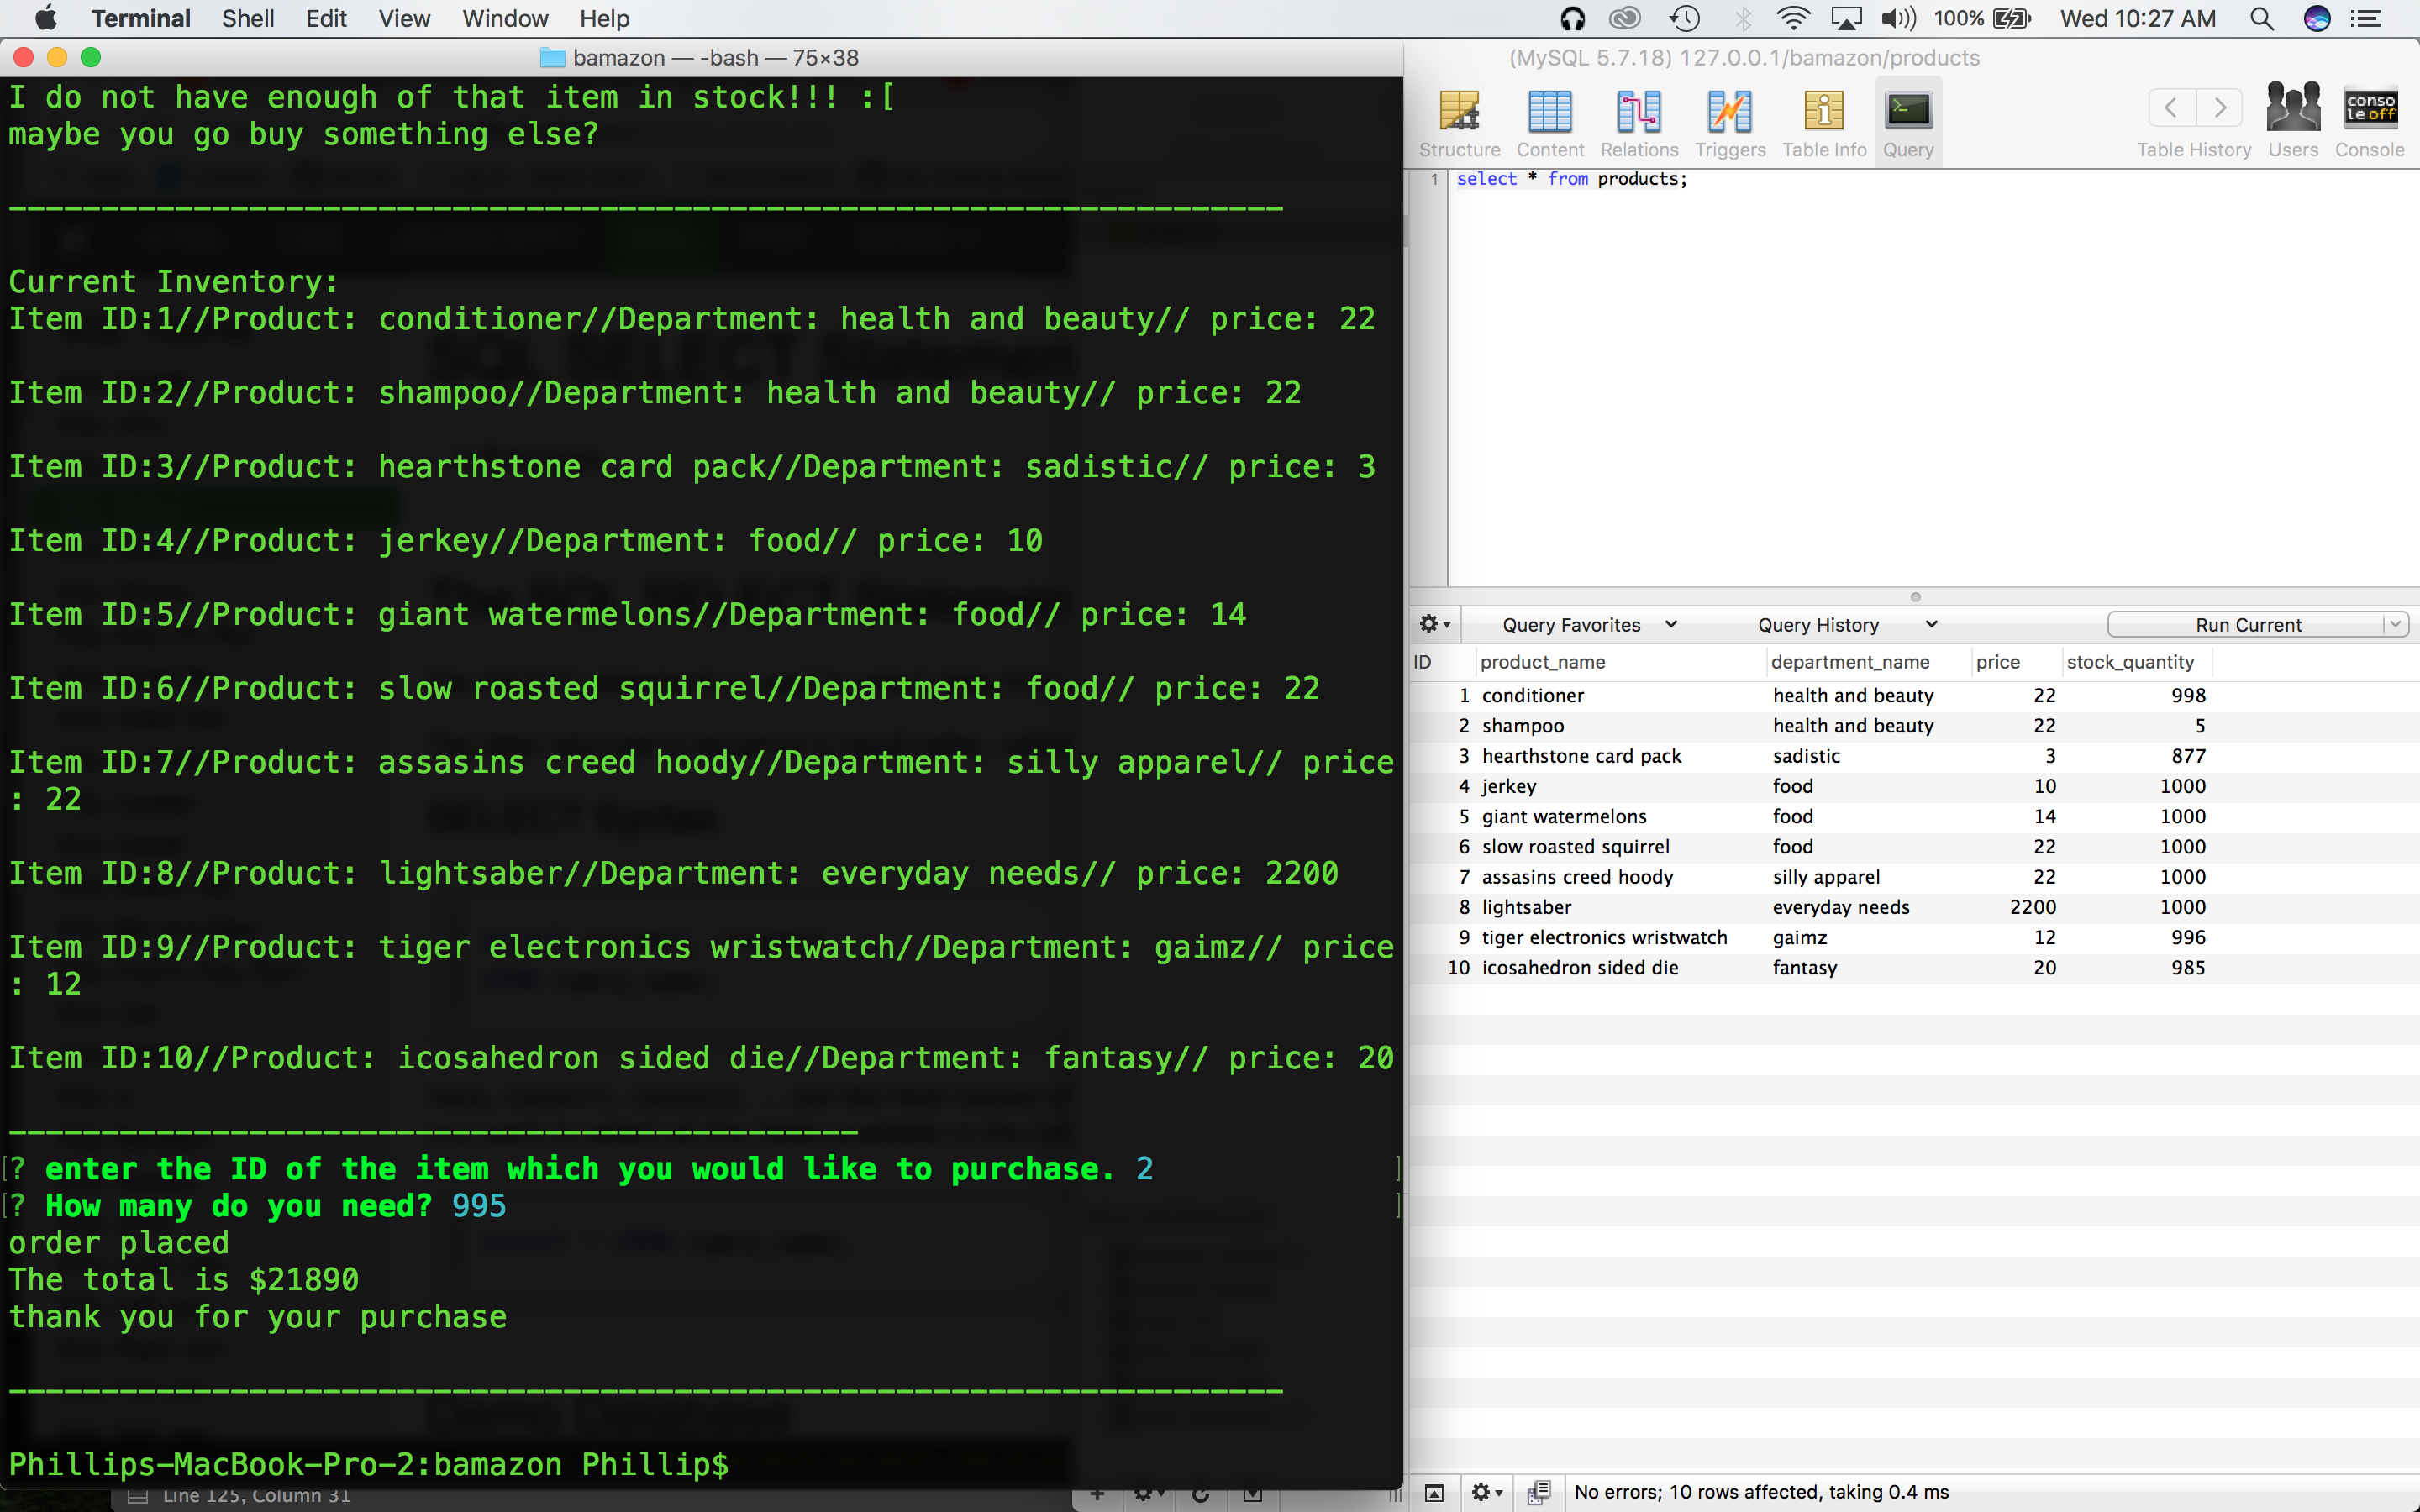 Terminal Shell Edit View Window Help 100% Wed 10:27 AM
bamazon — -bash — 75×38
I do not have enough of that item in stock!!! :[
maybe you go buy something else?
---------------------------------------------------------------------
Current Inventory:
Item ID:1//Product: conditioner//Department: health and beauty// price: 22
Item ID:2//Product: shampoo//Department: health and beauty// price: 22
Item ID:3//Product: hearthstone card pack//Department: sadistic// price: 3
Item ID:4//Product: jerkey//Department: food// price: 10
Item ID:5//Product: giant watermelons//Department: food// price: 14
Item ID:6//Product: slow roasted squirrel//Department: food// price: 22
Item ID:7//Product: assasins creed hoody//Department: silly apparel// price
: 22
Item ID:8//Product: lightsaber//Department: everyday needs// price: 2200
Item ID:9//Product: tiger electronics wristwatch//Department: gaimz// price
: 12
Item ID:10//Product: icosahedron sided die//Department: fantasy// price: 20
----------------------------------------------
[? enter the ID of the item which you would like to purchase. 2 ]
[? How many do you need? 995 ]
order placed
The total is $21890
thank you for your purchase
---------------------------------------------------------------------
Phillips-MacBook-Pro-2:bamazon Phillip$
Line 125, Column 31
(MySQL 5.7.18) 127.0.0.1/bamazon/products
conso
le off
Structure Content Relations Triggers Table Info Query Table History Users Console
1 select * from products;
Query Favorites Query History Run Current
ID product_name department_name price stock_quantity
1 conditioner health and beauty 22 998
2 shampoo health and beauty 22 5
3 hearthstone card pack sadistic 3 877
4 jerkey food 10 1000
5 giant watermelons food 14 1000
6 slow roasted squirrel food 22 1000
7 assasins creed hoody silly apparel 22 1000
8 lightsaber everyday needs 2200 1000
9 tiger electronics wristwatch gaimz 12 996
10 icosahedron sided die fantasy 20 985
No errors; 10 rows affected, taking 0.4 ms